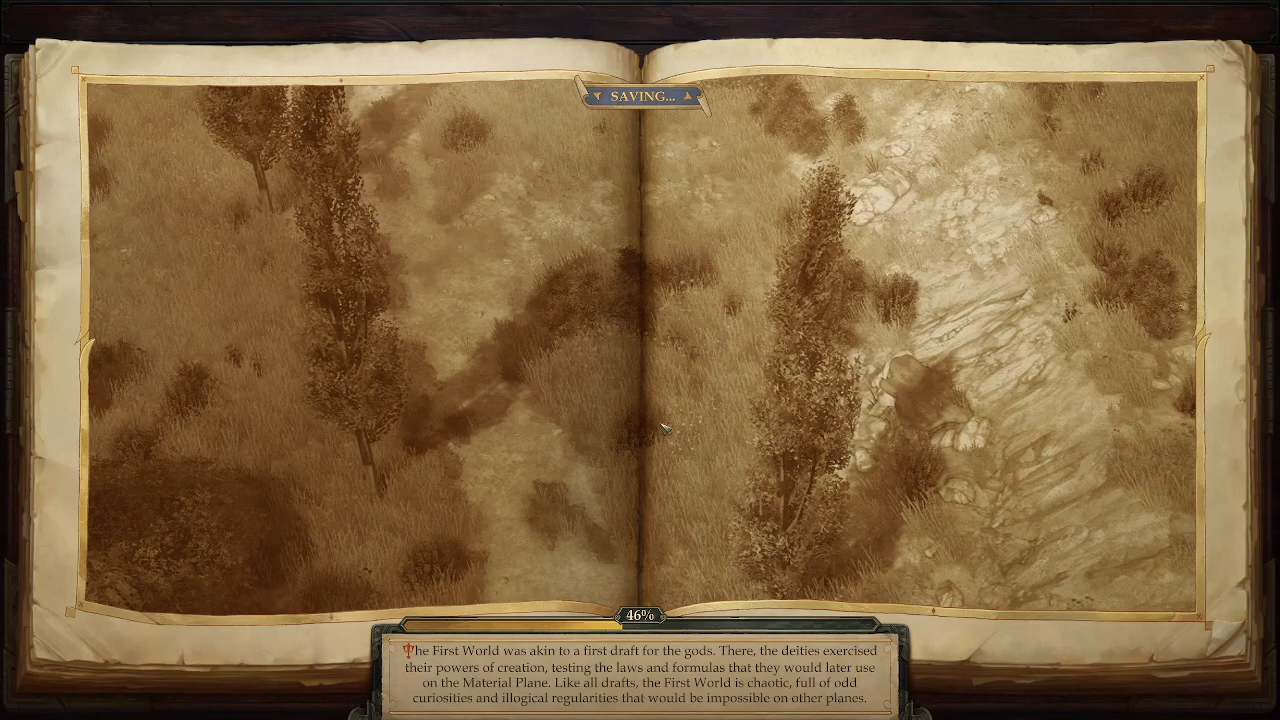 SAVING...
46%
The First World was akin to a first draft for the gods. There, the deities exercised
their powers of creation, testing the laws and formulas that they would later use
on the Material Plane. Like all drafts, the First World is chaotic, full of odd
curiosities and illogical regularities that would be impossible on other planes.